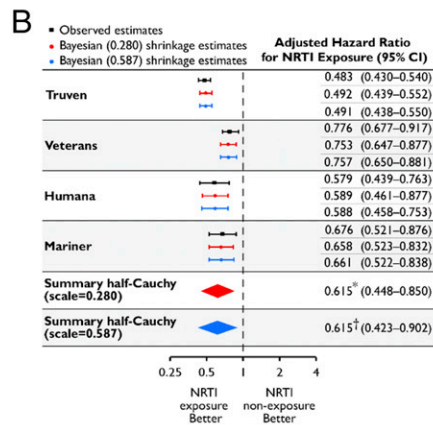 B
Observed estimates
Bayesian (0.280) shrinkage estimates
Bayesian (0.587) shrinkage estimates
Adjusted Hazard Ratio
for NRTI Exposure (95% CI)
Truven
0.483 (0.430–0.540)
0.492 (0.439–0.552)
0.491 (0.438–0.550)
Veterans
0.776 (0.677–0.917)
0.753 (0.647–0.877)
0.757 (0.650–0.881)
Humana
0.579 (0.439–0.763)
0.589 (0.461–0.877)
0.588 (0.458–0.753)
Mariner
0.676 (0.521–0.876)
0.658 (0.523–0.832)
0.661 (0.522–0.838)
Summary half-Cauchy
(scale=0.280)
0.615* (0.448–0.850)
Summary half-Cauchy
(scale=0.587)
0.615† (0.423–0.902)
0.25 0.5 1 2 4
NRTI
exposure
Better
NRTI
non-exposure
Better